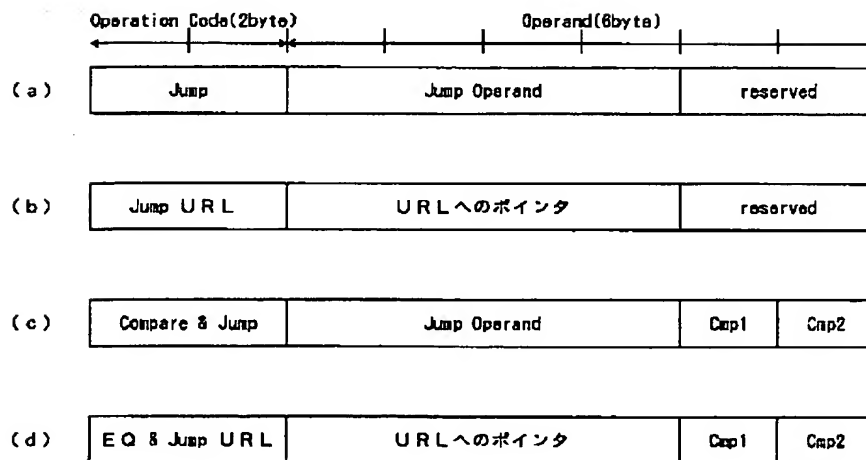 Operation Code(2byte) Operand(6byte)
(a) Jump Jump Operand reserved
(b) Jump URL URLへのポインタ reserved
(c) Compare & Jump Jump Operand Cmp1 Cmp2
(d) EQ & Jump URL URLへのポインタ Cmp1 Cmp2